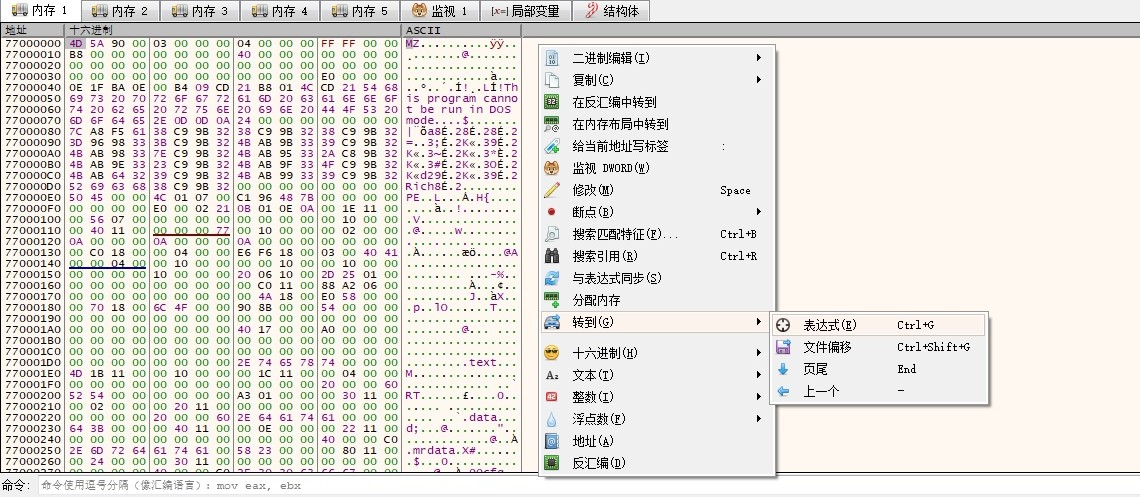 内存 1 内存 2 内存 3 内存 4 内存 5 监视 1 [x=] 局部变量 结构体
地址 十六进制 ASCII
77000000 4D 5A 90 00 03 00 00 00 04 00 00 00 FF FF 00 00 MZ..........ÿÿ..
77000010 B8 00 00 00 00 00 00 00 40 00 00 00 00 00 00 00 ¸.......@.......
77000020 00 00 00 00 00 00 00 00 00 00 00 00 00 00 00 00 ................
77000030 00 00 00 00 00 00 00 00 00 00 00 00 E0 00 00 00 ............à...
77000040 0E 1F BA 0E 00 B4 09 CD 21 B8 01 4C CD 21 54 68 ..º..´.Í!¸.LÍ!Th
77000050 69 73 20 70 72 6F 67 72 61 6D 20 63 61 6E 6E 6F is program canno
77000060 74 20 62 65 20 72 75 6E 20 69 6E 20 44 4F 53 20 t be run in DOS
77000070 6D 6F 64 65 2E 0D 0D 0A 24 00 00 00 00 00 00 00 mode....$.......
77000080 7C A8 F5 61 38 C9 9B 32 38 C9 9B 32 38 C9 9B 32 |¨õa8É.28É.28É.2
77000090 3D 96 98 33 3B C9 9B 32 4B AB 9B 33 39 C9 9B 32 =..3;É.2K«.39É.2
770000A0 4B AB 98 33 7E C9 9B 32 4B AB 95 33 2A C8 9B 32 K«.3~É.2K«.3*È.2
770000B0 4B AB 9E 33 23 C9 9B 32 4B AB 9F 33 4F C9 9B 32 K«.3#É.2K«.3OÉ.2
770000C0 4B AB 64 32 39 C9 9B 32 4B AB 99 33 39 C9 9B 32 K«d29É.2K«.39É.2
770000D0 52 69 63 68 38 C9 9B 32 00 00 00 00 00 00 00 00 Rich8É.2........
770000E0 50 45 00 00 4C 01 07 00 C1 96 48 7B 00 00 00 00 PE..L...Á.H{....
770000F0 00 00 00 00 E0 00 02 21 0B 01 0E 0A 00 1E 11 00 ....à..!........
77000100 00 56 07 00 00 00 00 00 00 00 00 00 00 10 00 00 .V..............
77000110 00 40 11 00 00 00 00 77 00 10 00 00 00 02 00 00 .@.....w........
77000120 0A 00 00 00 0A 00 00 00 0A 00 00 00 00 00 00 00 ................
77000130 00 C0 18 00 00 04 00 00 E6 F6 18 00 03 00 40 41 .À......æö....@A
77000140 00 00 04 00 00 10 00 00 00 00 10 00 00 10 00 00 ................
77000150 00 00 00 00 10 00 00 00 20 06 10 00 2D 25 01 00 ........ ...-%..
77000160 00 00 00 00 00 00 00 00 00 C0 11 00 88 A2 06 00 .........À...¢..
77000170 00 00 00 00 00 00 00 00 00 4A 18 00 E0 58 00 00 .........J..àX..
77000180 00 70 18 00 6C 4F 00 00 90 8B 00 00 54 00 00 00 .p..lO......T...
77000190 00 00 00 00 00 00 00 00 00 00 00 00 00 00 00 00 ................
770001A0 00 00 00 00 00 00 00 00 40 17 00 00 A0 00 00 00 ........@... ...
770001B0 00 00 00 00 00 00 00 00 00 00 00 00 00 00 00 00 ................
770001C0 00 00 00 00 00 00 00 00 00 00 00 00 00 00 00 00 ................
770001D0 00 00 00 00 00 00 00 00 2E 74 65 78 74 00 00 00 .........text...
770001E0 4D 1B 11 00 00 10 00 00 00 1C 11 00 00 04 00 00 M...............
770001F0 00 00 00 00 00 00 00 00 00 00 00 00 20 00 00 60 ............ ..`
77000200 52 54 00 00 00 00 00 00 A3 01 00 00 00 30 11 00 RT......£....0..
77000210 00 02 00 00 00 20 11 00 00 00 00 00 00 00 00 00 ..... ..........
77000220 00 00 00 00 20 00 00 60 2E 64 61 74 61 00 00 00 .... ..`.data...
77000230 64 3B 00 00 00 40 11 00 00 0E 00 00 00 22 11 00 d;...@......."..
77000240 00 00 00 00 00 00 00 00 00 00 00 00 40 00 00 C0 ............@..À
77000250 2E 6D 72 64 61 74 61 00 58 23 00 00 00 80 11 00 .mrdata.X#......
77000260 00 24 00 00 00 30 11 00 00 00 00 00 00 00 00 00 .$...0..........
二进制编辑(I)
复制(C)
在反汇编中转到
在内存布局中转到
给当前地址写标签 :
监视 DWORD(W)
修改(M) Space
断点(B)
搜索匹配特征(F)... Ctrl+B
搜索引用(R) Ctrl+R
与表达式同步(S)
分配内存
转到(G)
十六进制(H)
文本(T)
整数(I)
浮点数(F)
地址(A)
反汇编(D)
表达式(E) Ctrl+G
文件偏移 Ctrl+Shift+G
页尾 End
上一个 -
命令: 命令使用逗号分隔（像汇编语言）: mov eax, ebx